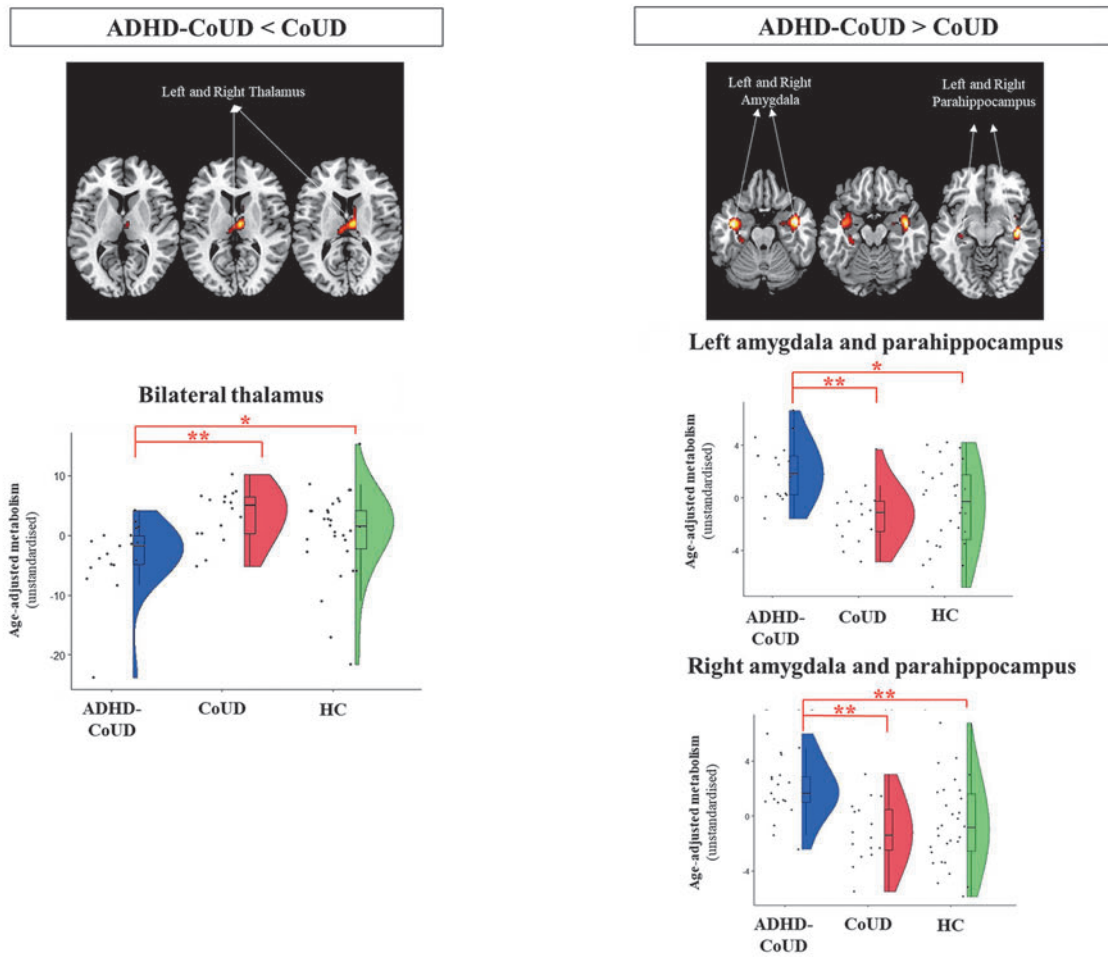 ADHD-CoUD < CoUD
Left and Right Thalamus
Bilateral thalamus
*
**
Age-adjusted metabolism
(unstandardised)
10
0
-10
-20
ADHD-
CoUD
CoUD
HC
ADHD-CoUD > CoUD
Left and Right
Amygdala
Left and Right
Parahippocampus
Left amygdala and parahippocampus
*
**
Age-adjusted metabolism
(unstandardised)
4
0
-4
ADHD-
CoUD
CoUD
HC
Right amygdala and parahippocampus
**
**
Age-adjusted metabolism
(unstandardised)
4
0
-4
ADHD-
CoUD
CoUD
HC